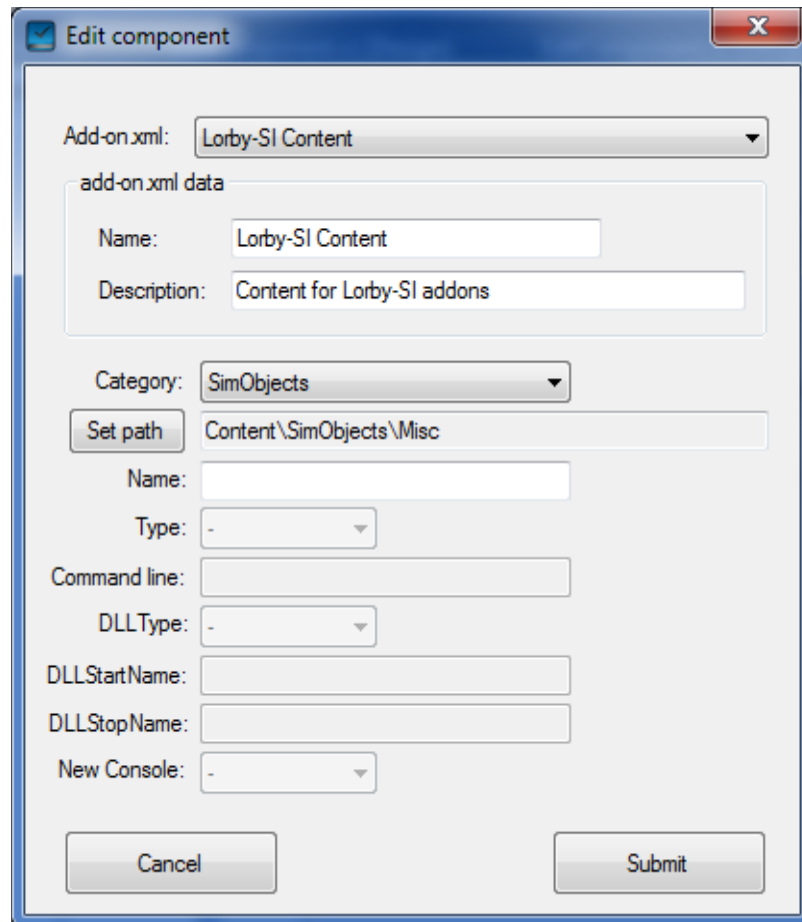 Edit component
Add-on.xml: Lorby-SI Content
add-on.xml data
Name: Lorby-SI Content
Description: Content for Lorby-SI addons
Category: SimObjects
Set path Content\SimObjects\Misc
Name:
Type: -
Command line:
DLLType: -
DLLStartName:
DLLStopName:
New Console: -
Cancel Submit